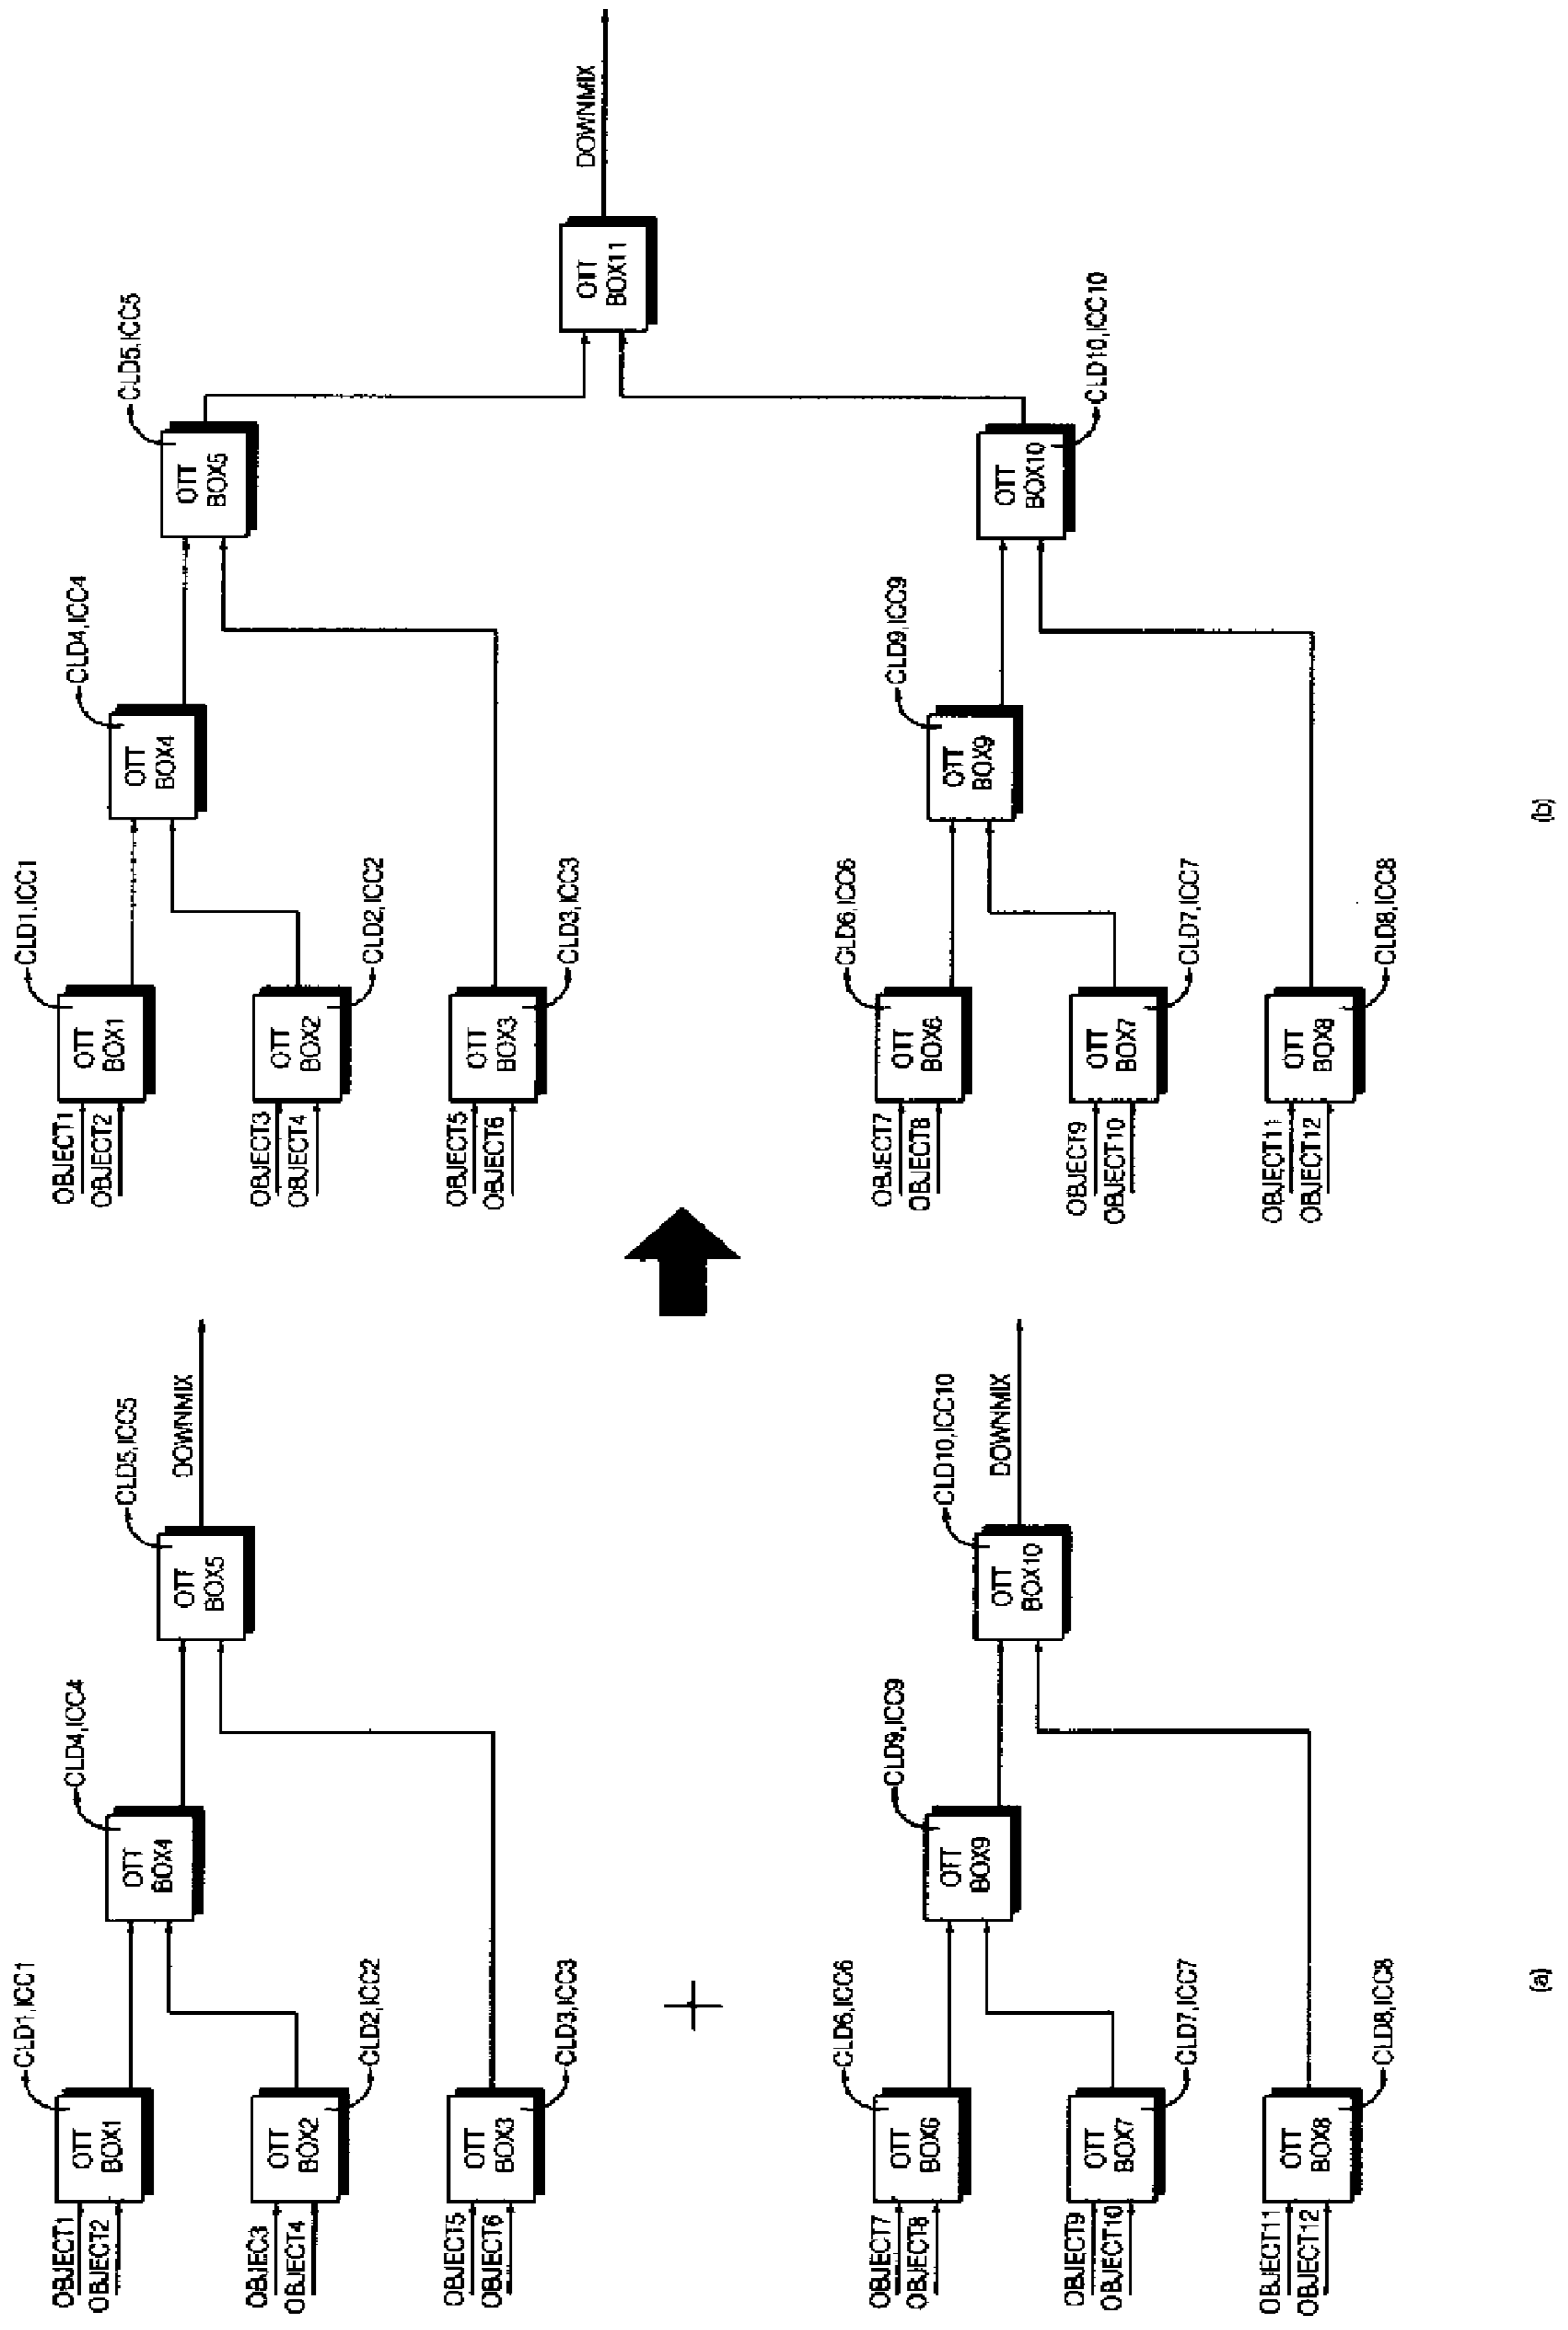 CLD1,ICC1
OBJECT1
OBJECT2
OTT
BOX1
CLD4,ICC4
OTT
BOX4
CLD5,ICC5
OTT
BOX5
DOWNMIX
OBJEC3
OBJECT4
OTT
BOX2
CLD2,ICC2
OBJECT5
OBJECT6
OTT
BOX3
CLD3,ICC3
CLD6,ICC6
OBJECT7
OBJECT8
OTT
BOX6
CLD9,ICC9
OTT
BOX9
CLD10,ICC10
OTT
BOX10
DOWNMIX
OBJECT9
OBJECT10
OTT
BOX7
CLD7,ICC7
OBJECT11
OBJECT12
OTT
BOX8
CLD8,ICC8
(a)
CLD1,ICC1
OBJECT1
OBJECT2
OTT
BOX1
CLD4,ICC4
OTT
BOX4
CLD5,ICC5
OTT
BOX5
OBJECT3
OBJECT4
OTT
BOX2
CLD2,ICC2
OBJECT5
OBJECT6
OTT
BOX3
CLD3,ICC3
OTT
BOX11
DOWNMIX
CLD6,ICC6
OBJECT7
OBJECT8
OTT
BOX6
CLD9,ICC9
OTT
BOX9
OTT
BOX10
CLD10,ICC10
OBJECT9
OBJECT10
OTT
BOX7
CLD7,ICC7
OBJECT11
OBJECT12
OTT
BOX8
CLD8,ICC8
(b)